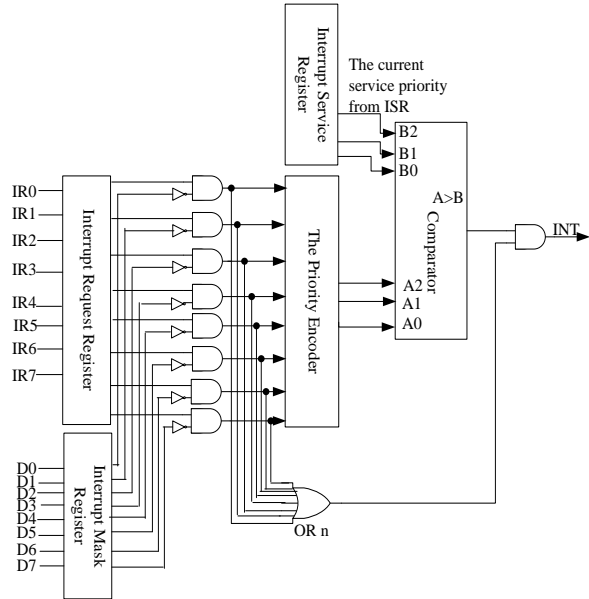 Interrupt Service
Register
The current
service priority
from ISR
B2
B1
B0
A>B
Comparator
A2
A1
A0
INT
IR0
IR1
IR2
IR3
IR4
IR5
IR6
IR7
Interrupt Request Register
The Priority Encoder
D0
D1
D2
D3
D4
D5
D6
D7
Interrupt Mask
Register
OR n